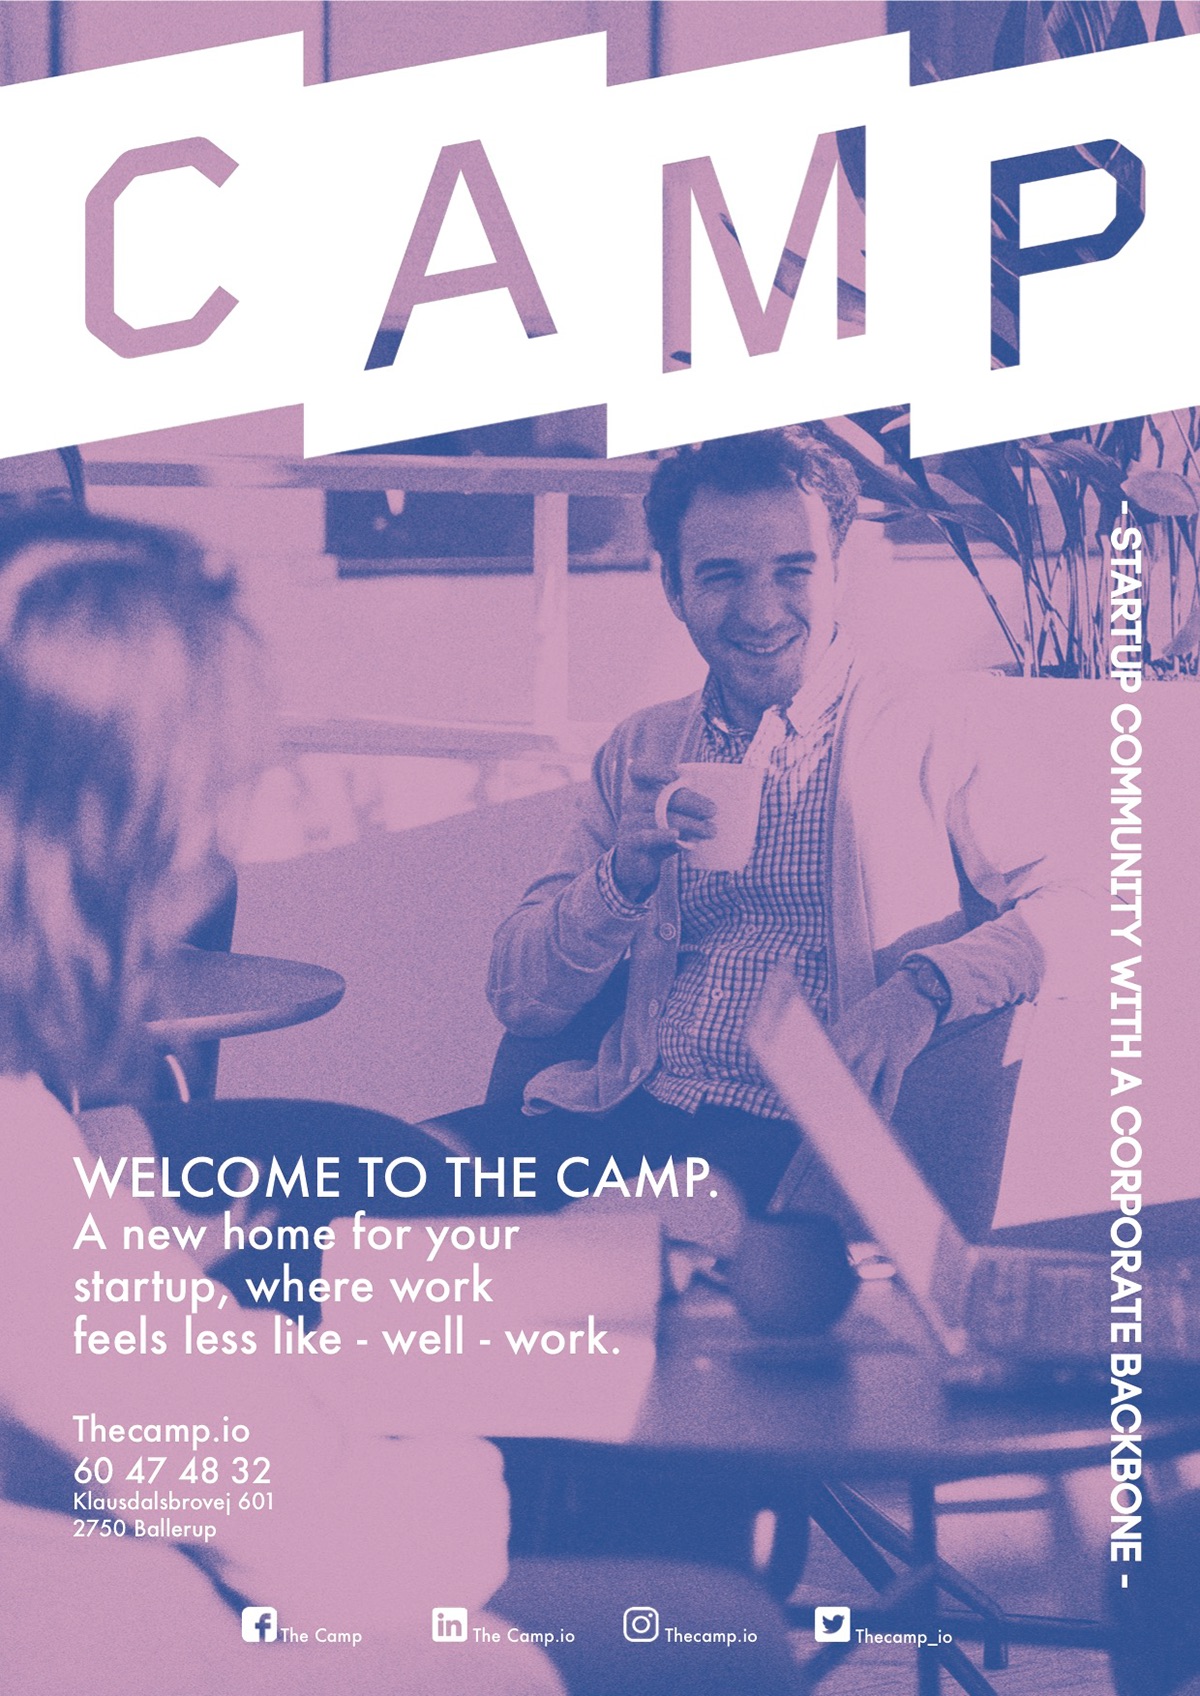 CAMP
- STARTUP COMMUNITY WITH A CORPORATE BACKBONE -
WELCOME TO THE CAMP.
A new home for your
startup, where work
feels less like - well - work.
Thecamp.io
60 47 48 32
Klausdalsbrovej 601
2750 Ballerup
The Camp
The Camp.io
Thecamp.io
Thecamp_io